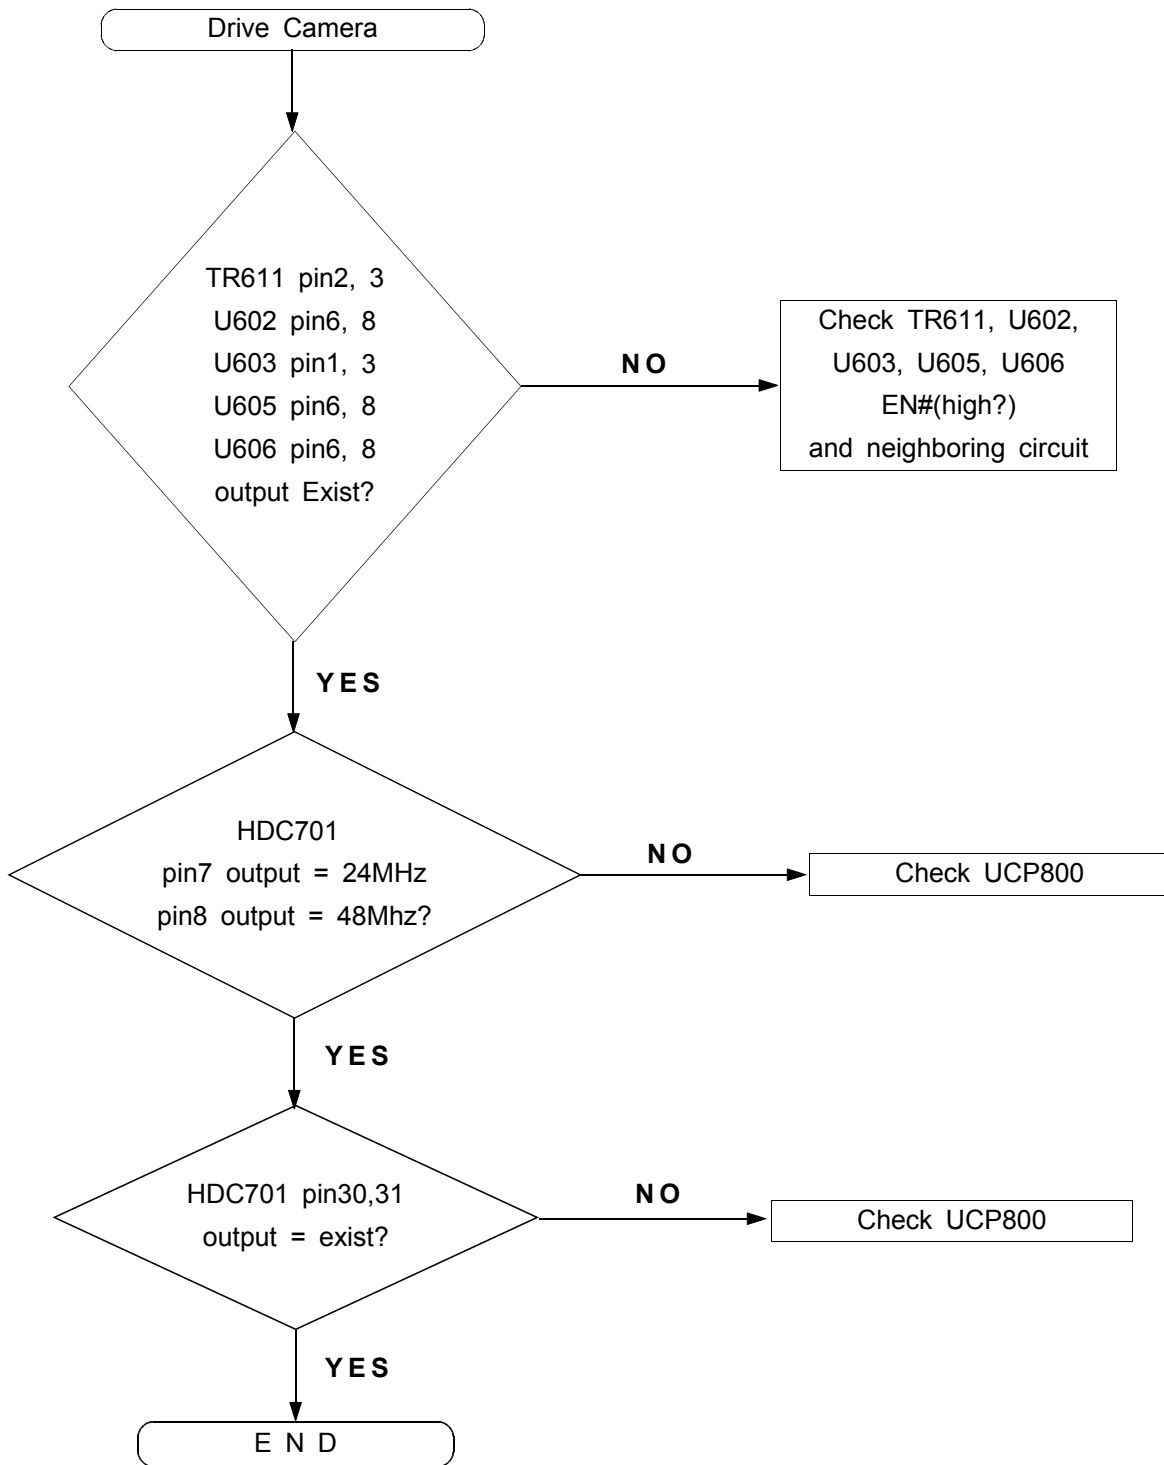 Drive Camera
TR611 pin2, 3
U602 pin6, 8
U603 pin1, 3
U605 pin6, 8
U606 pin6, 8
output Exist?
NO
Check TR611, U602,
U603, U605, U606
EN#(high?)
and neighboring circuit
YES
HDC701
pin7 output = 24MHz
pin8 output = 48Mhz?
NO
Check UCP800
YES
HDC701 pin30,31
output = exist?
NO
Check UCP800
YES
E N D